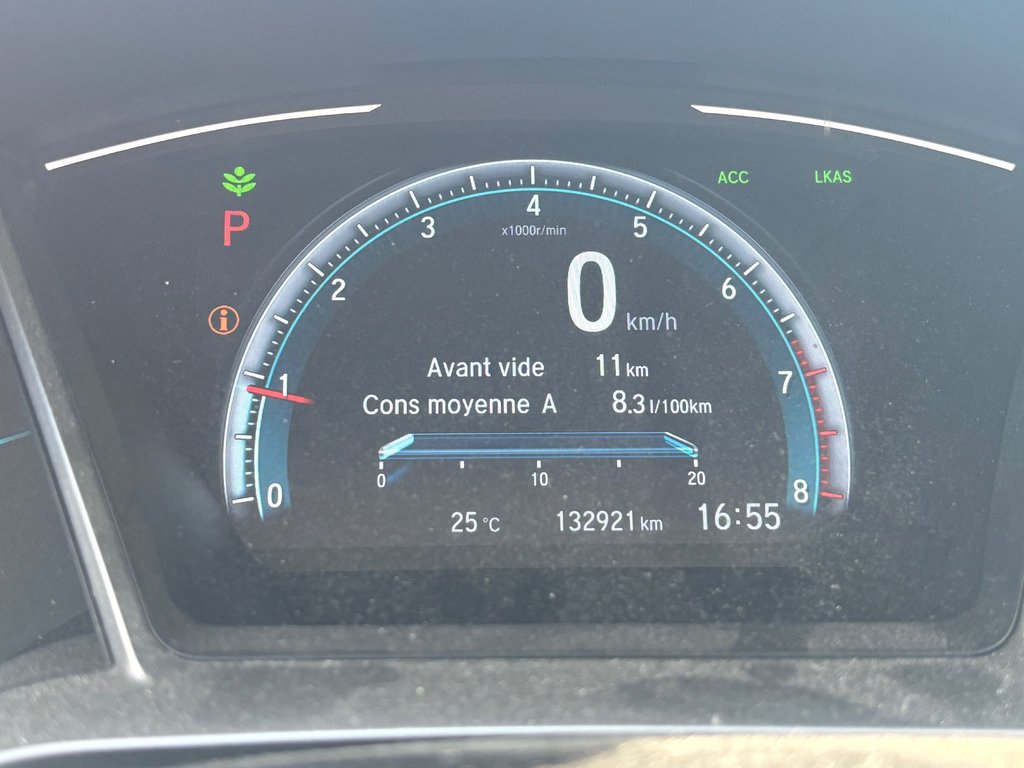 ACC LKAS
P
4
3 5
x1000r/min
2 6
0 km/h
i
Avant vide 11 km
1 7
Cons moyenne A 8.3 l/100km
0 10 20
0 8
25 °C 132921 km 16:55